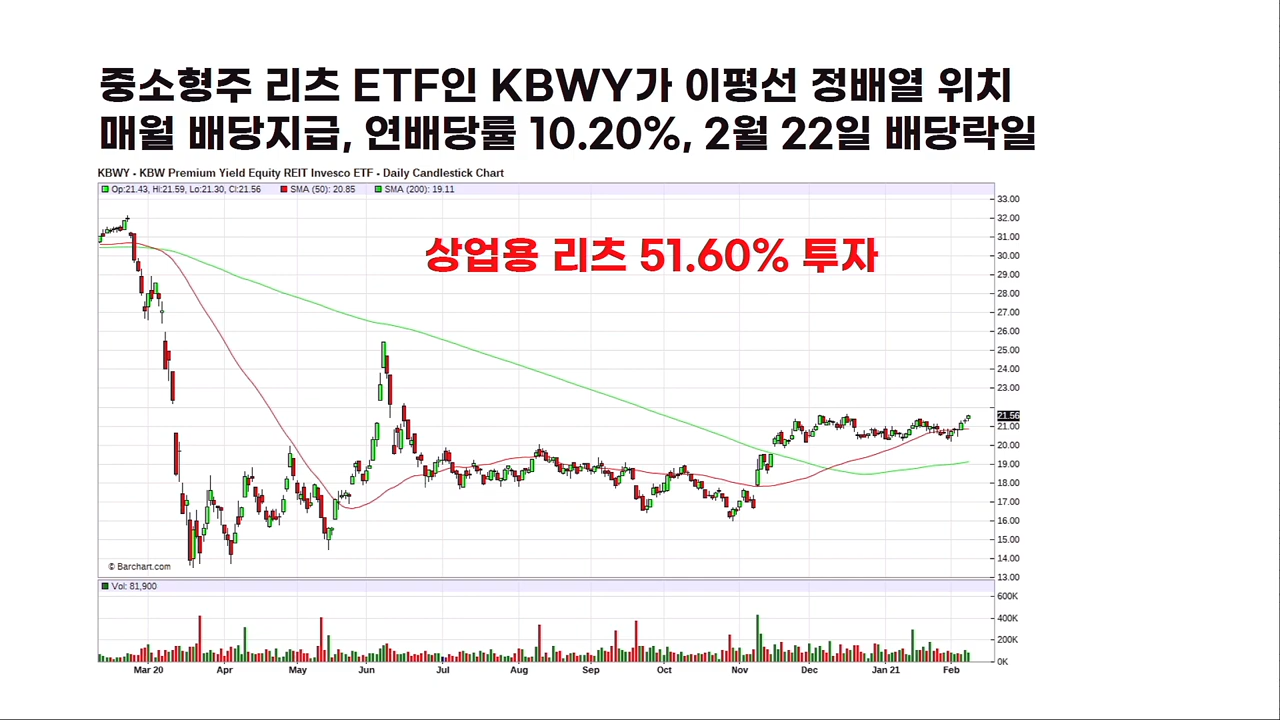 중소형주 리츠 ETF인 KBWY가 이평선 정배열 위치
매월 배당지급, 연배당률 10.20%, 2월 22일 배당락일
KBWY - KBW Premium Yield Equity REIT Invesco ETF - Daily Candlestick Chart
Op:21.43, Hi:21.59, Lo:21.30, Cl:21.56 SMA (50): 20.85 SMA (200): 19.11
상업용 리츠 51.60% 투자
33.00
32.00
31.00
30.00
29.00
28.00
27.00
26.00
25.00
24.00
23.00
21.56
21.00
20.00
19.00
18.00
17.00
16.00
15.00
14.00
13.00
© Barchart.com
Vol: 81,900
600K
400K
200K
0K
Mar 20 Apr May Jun Jul Aug Sep Oct Nov Dec Jan 21 Feb